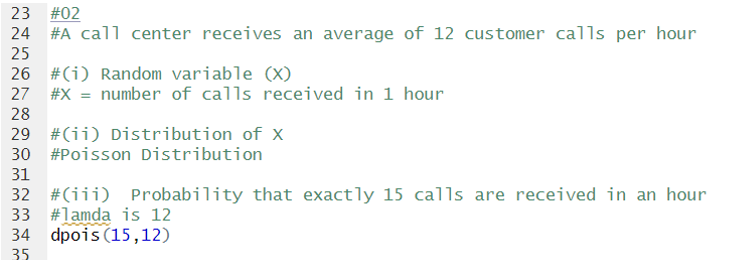 23 #02
24 #A call center receives an average of 12 customer calls per hour
25
26 #(i) Random variable (X)
27 #X = number of calls received in 1 hour
28
29 #(ii) Distribution of X
30 #Poisson Distribution
31
32 #(iii)  Probability that exactly 15 calls are received in an hour
33 #lamda is 12
34 dpois(15,12)
35